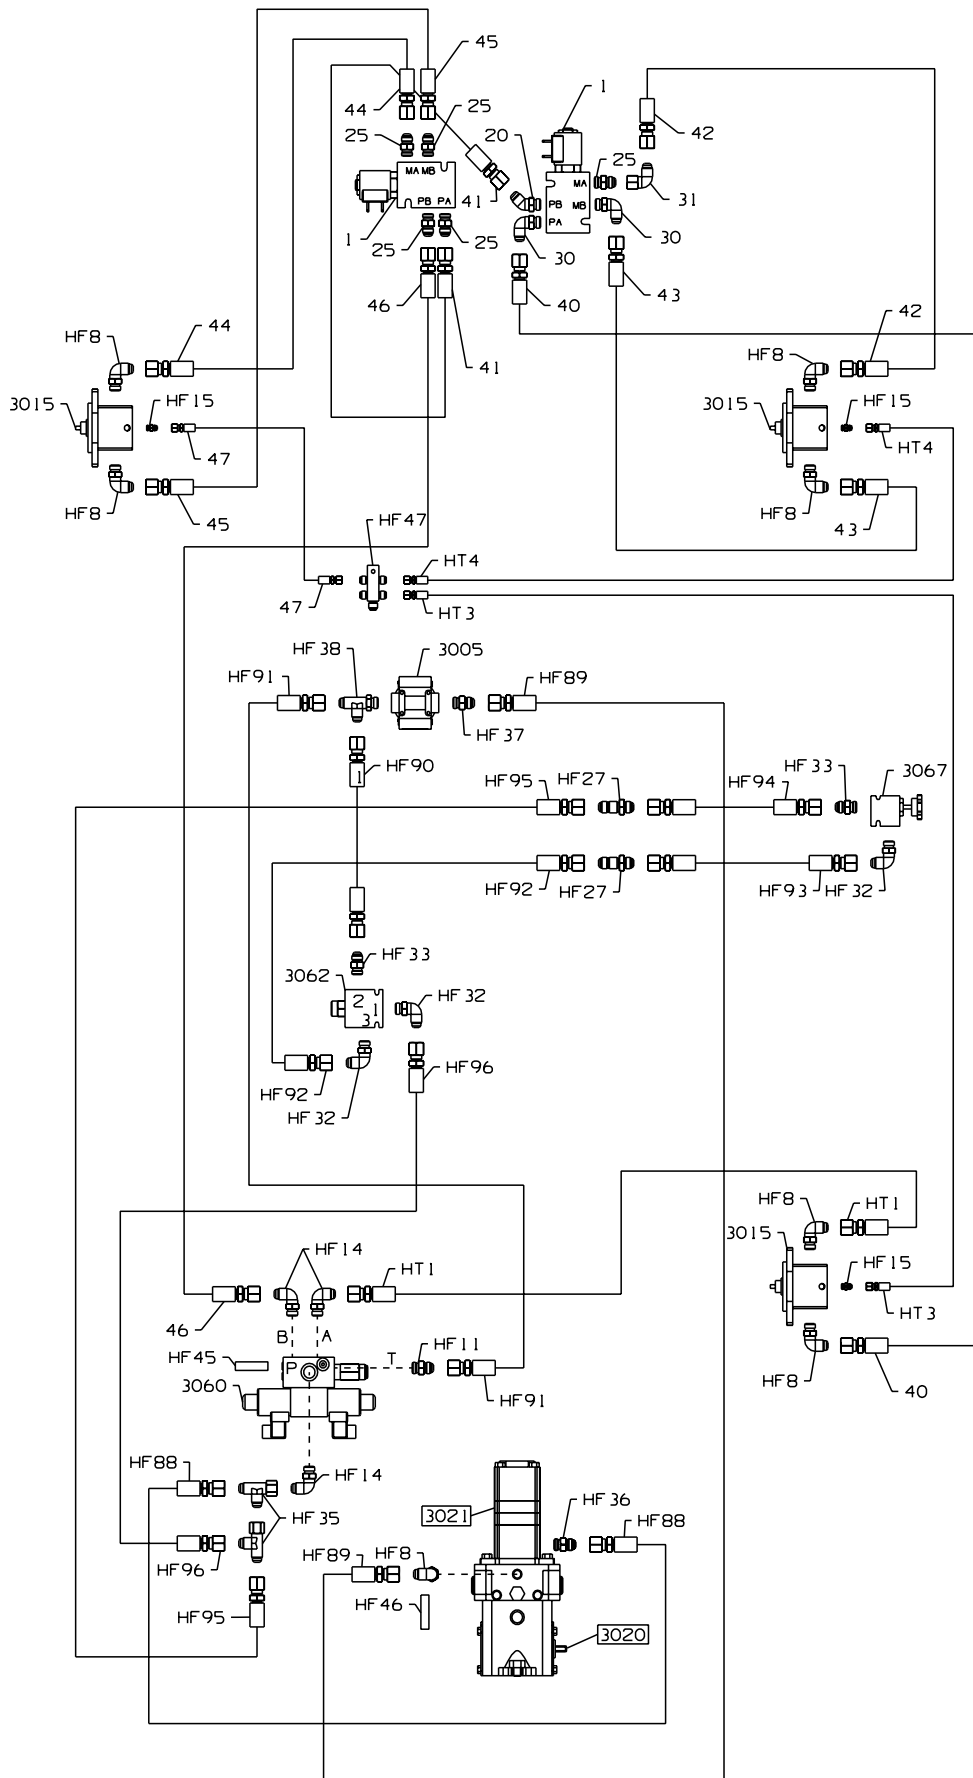 45
1
44
25
20
42
25
25
MA MB
MA
41
31
PB
MB
PB PA
PA
1
25
25
30
30
46
40
43
HF8
44
41
HF8
42
3015
HF15
3015
HF15
47
HT4
HF8
45
HF8
43
HF47
HT4
47
HT3
HF38
3005
HF91
HF89
HF37
1
HF90
HF95
HF27
HF94
HF33
3067
HF92
HF27
HF93
HF32
HF33
3062
2
1
3
HF32
HF92
HF96
HF32
HF8
HT1
3015
HF14
HT1
HF15
46
HT3
B
A
HF11
HF45
P
T
3060
HF91
HF8
40
HF88
HF14
HF36
3021
HF88
HF35
HF96
HF89
HF8
HF46
HF95
3020